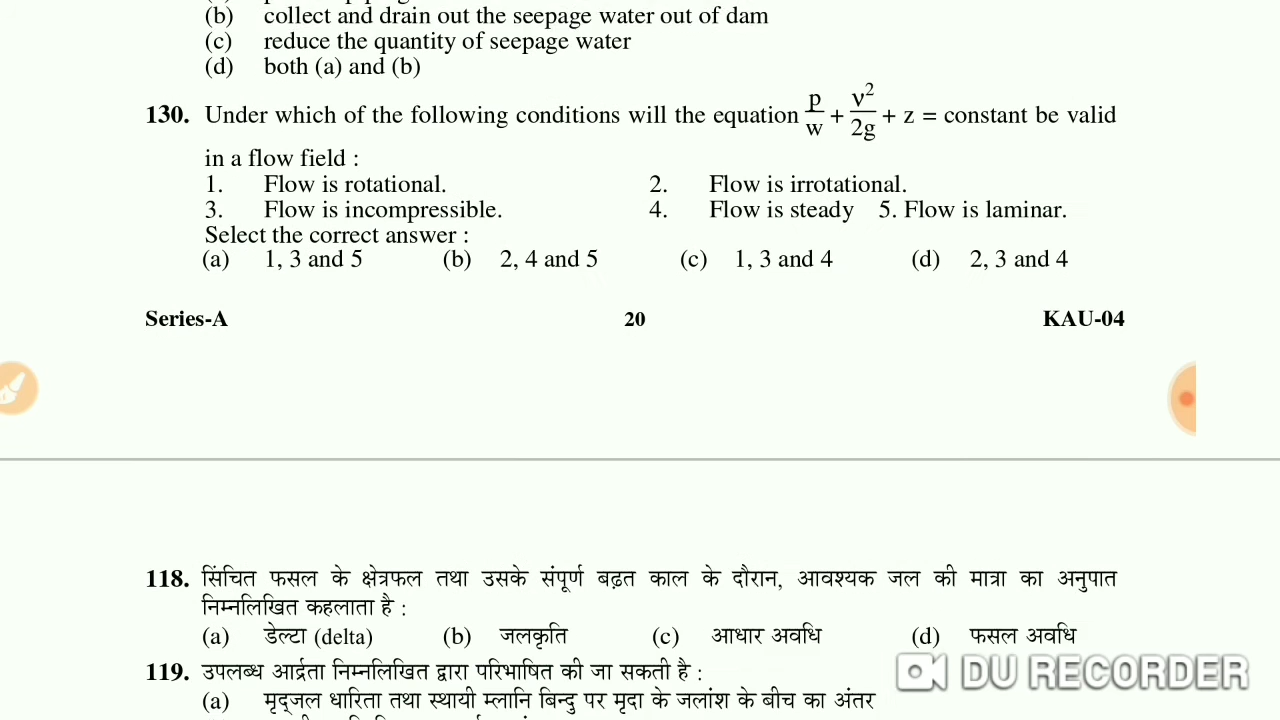 (b) collect and drain out the seepage water out of dam
(c) reduce the quantity of seepage water
(d) both (a) and (b)
130. Under which of the following conditions will the equation p/w + v²/2g + z = constant be valid
in a flow field :
1. Flow is rotational. 2. Flow is irrotational.
3. Flow is incompressible. 4. Flow is steady 5. Flow is laminar.
Select the correct answer :
(a) 1, 3 and 5 (b) 2, 4 and 5 (c) 1, 3 and 4 (d) 2, 3 and 4
Series-A 20 KAU-04
118. सिंचित फसल के क्षेत्रफल तथा उसके संपूर्ण बढ़त काल के दौरान, आवश्यक जल की मात्रा का अनुपात
निम्नलिखित कहलाता है :
(a) डेल्टा (delta) (b) जलकृति (c) आधार अवधि (d) फसल अवधि
119. उपलब्ध आर्द्रता निम्नलिखित द्वारा परिभाषित की जा सकती है :
(a) मृद्जल धारिता तथा स्थायी म्लानि बिन्दु पर मृदा के जलांश के बीच का अंतर
DU RECORDER